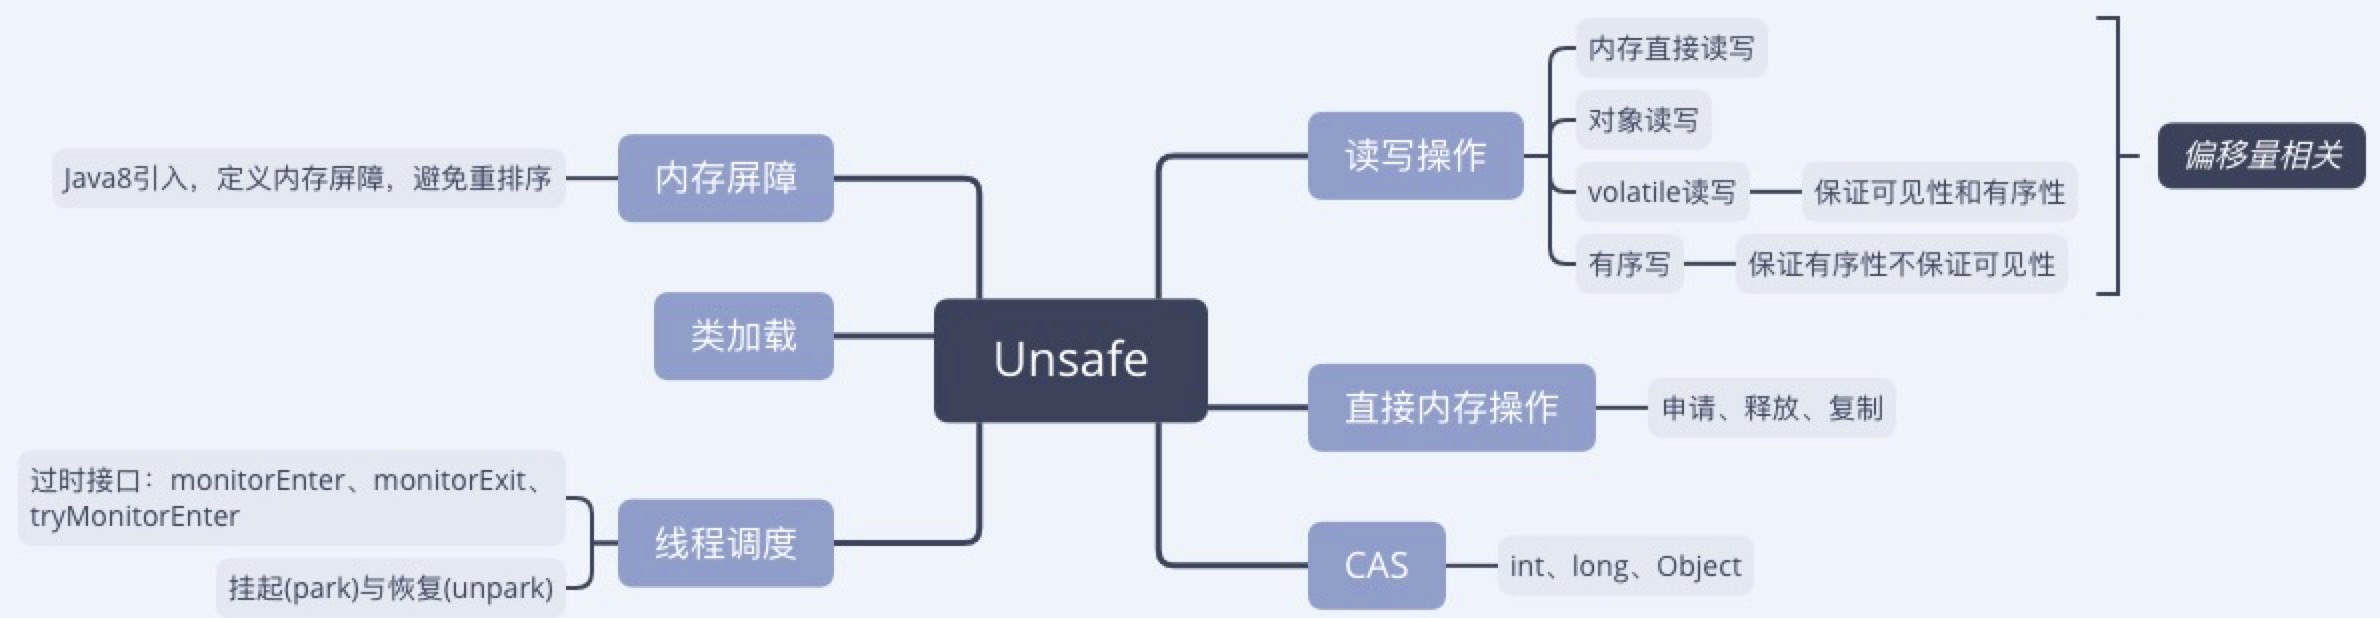 内存直接读写
对象读写
读写操作
volatile读写
保证可见性和有序性
有序写
保证有序性不保证可见性
偏移量相关
Java8引入，定义内存屏障，避免重排序
内存屏障
类加载
Unsafe
直接内存操作
申请、释放、复制
过时接口：monitorEnter、monitorExit、
tryMonitorEnter
线程调度
挂起(park)与恢复(unpark)
CAS
int、long、Object